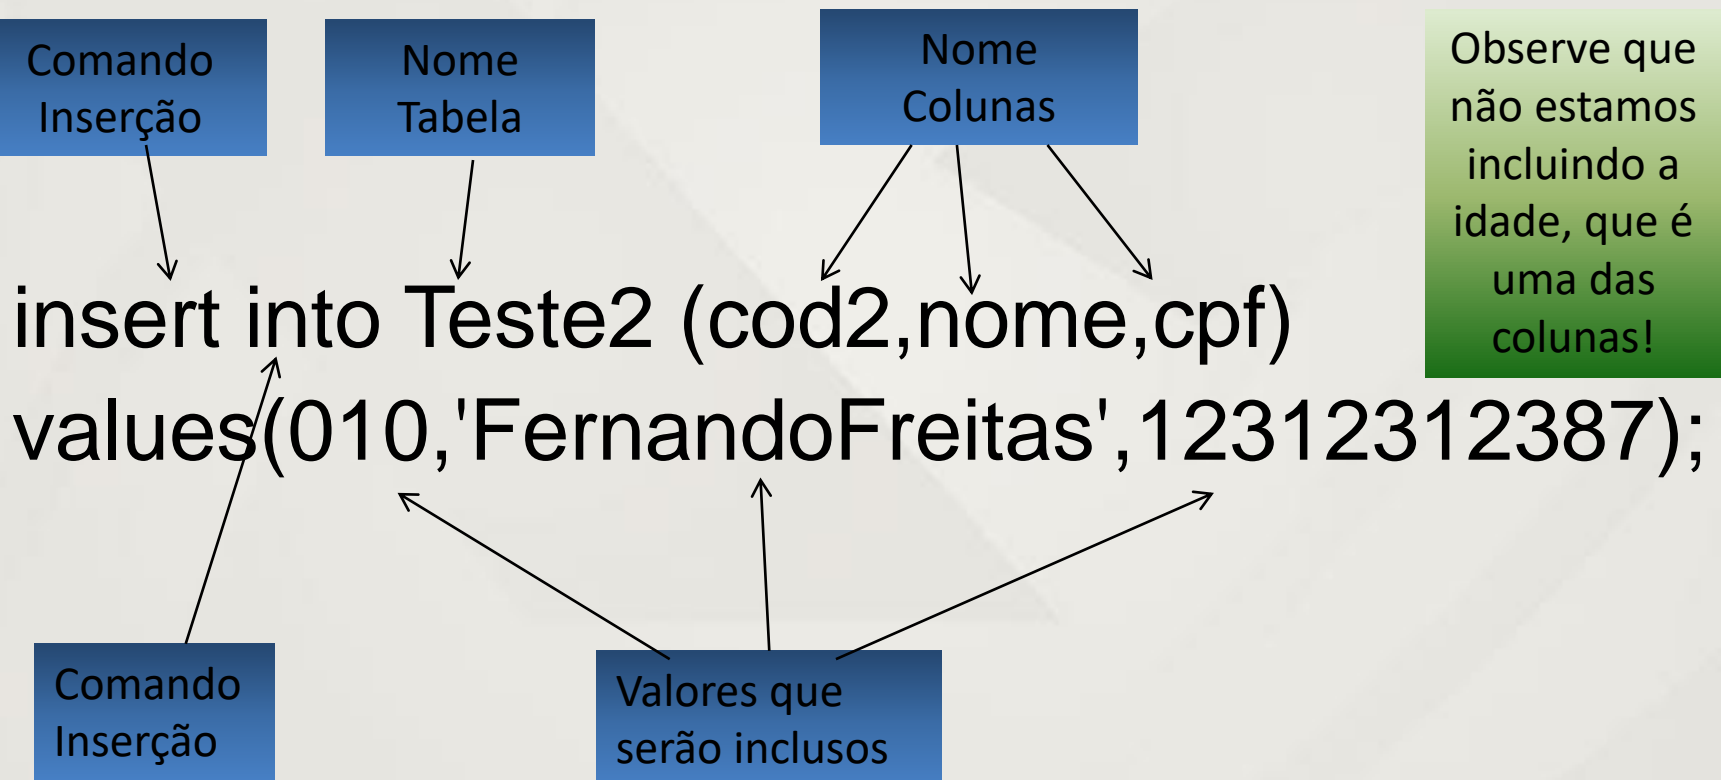 Comando
Inserção
Nome
Tabela
Nome
Colunas
Observe que
não estamos
incluindo a
idade, que é
uma das
colunas!
insert into Teste2 (cod2,nome,cpf)
values(010,'FernandoFreitas',12312312387);
Comando
Inserção
Valores que
serão inclusos